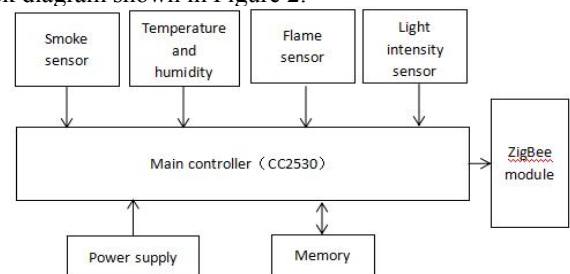 k diagram shown in Figure 2.
Smoke
sensor
Temperature
and
humidity
Flame
sensor
Light
intensity
sensor
Main controller（CC2530）
ZigBee
module
Power supply
Memory